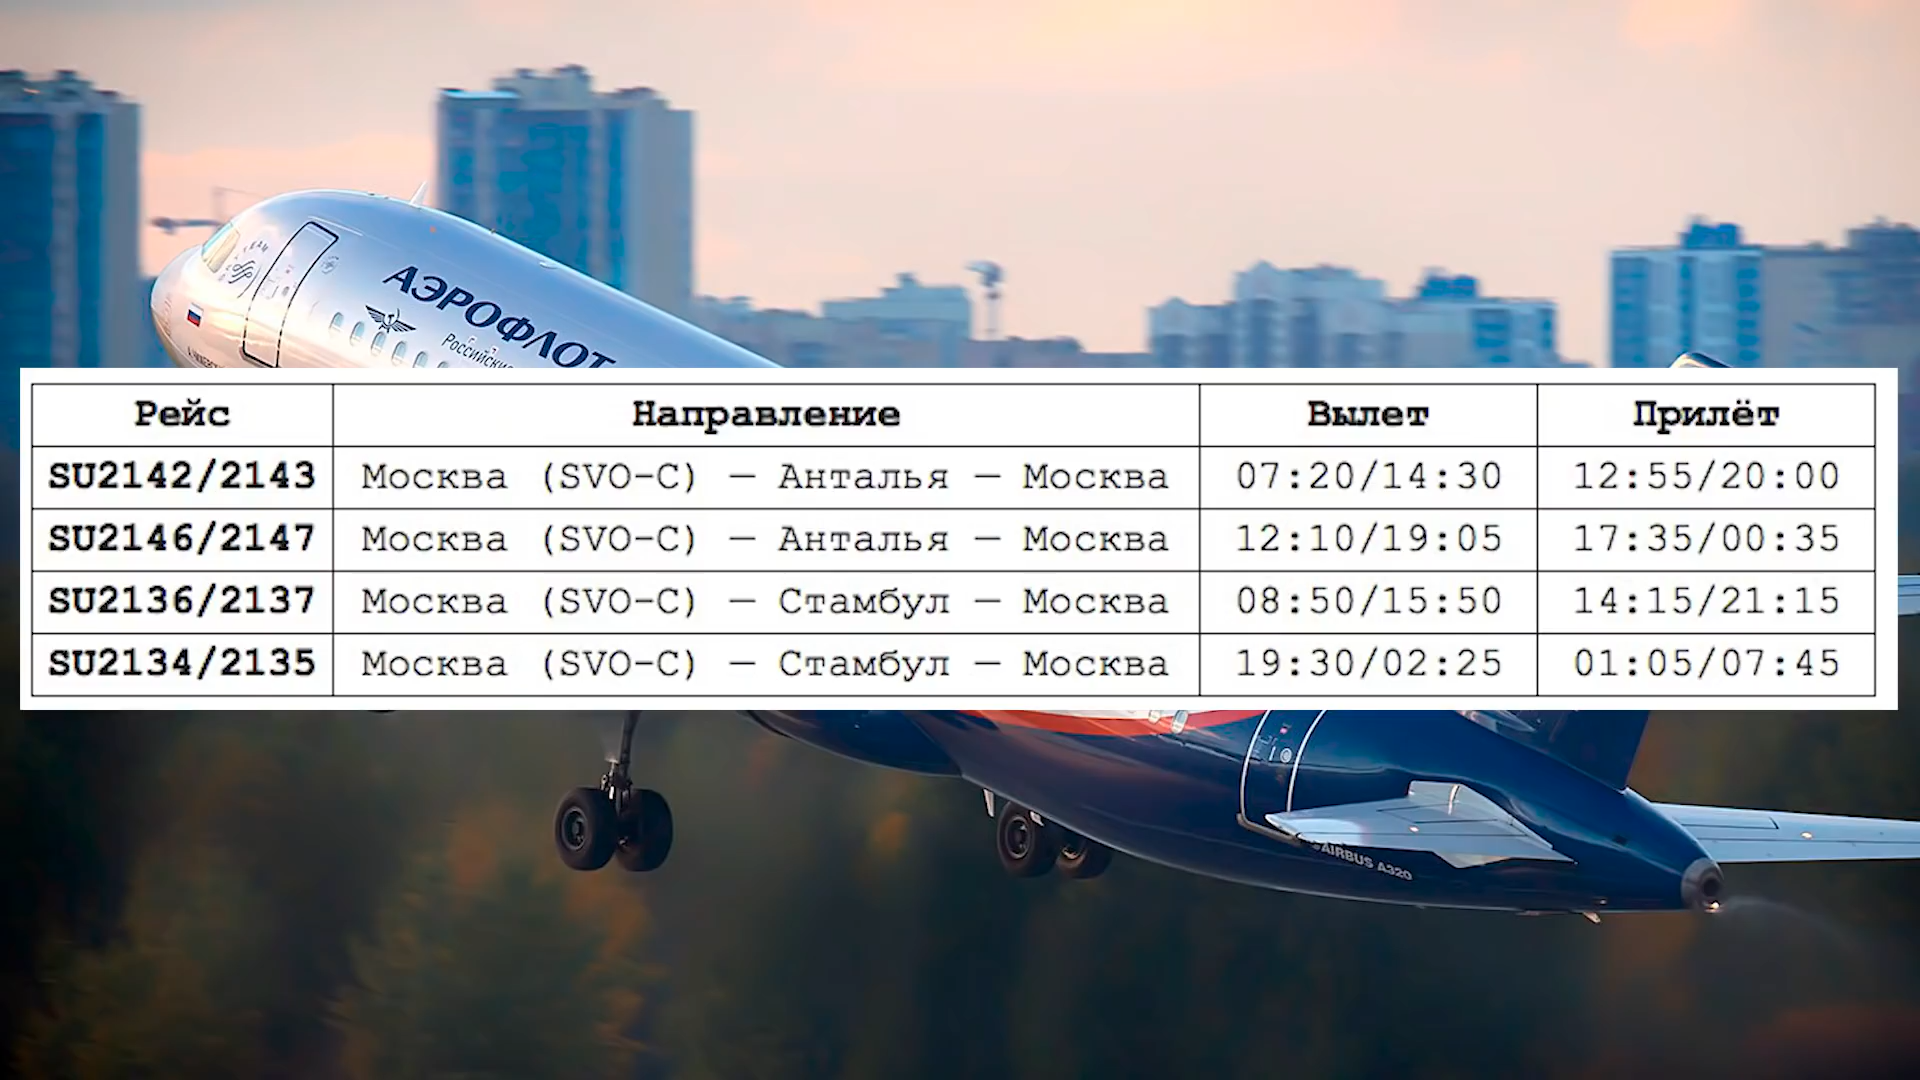 АЭРОФЛОТ
Российские
Рейс Направление Вылет Прилёт
SU2142/2143 Москва (SVO-C) — Анталья — Москва 07:20/14:30 12:55/20:00
SU2146/2147 Москва (SVO-C) — Анталья — Москва 12:10/19:05 17:35/00:35
SU2136/2137 Москва (SVO-C) — Стамбул — Москва 08:50/15:50 14:15/21:15
SU2134/2135 Москва (SVO-C) — Стамбул — Москва 19:30/02:25 01:05/07:45
AIRBUS A320